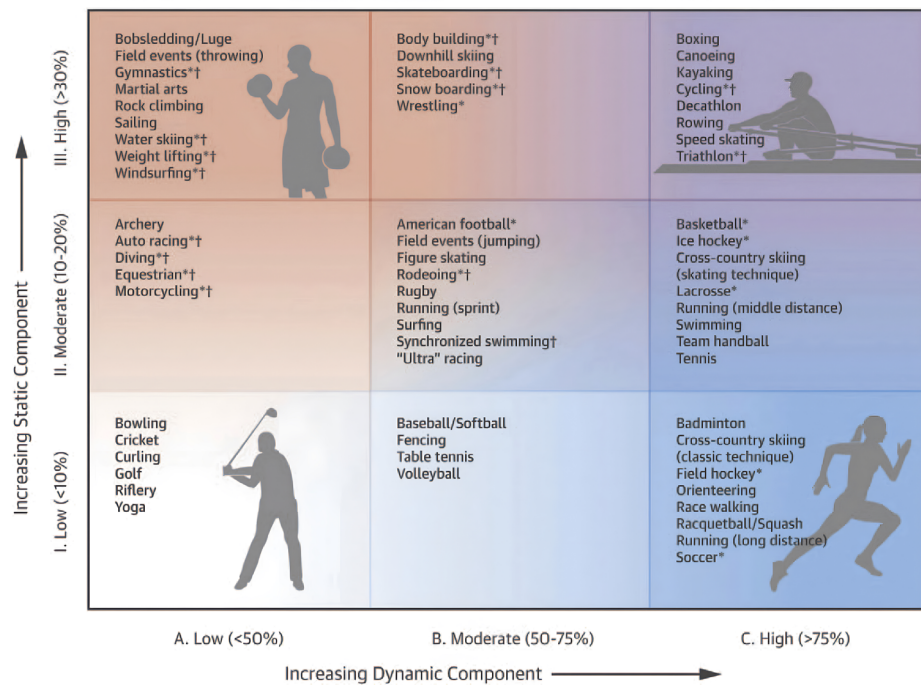 Increasing Static Component
III. High (>30%)
Bobsledding/Luge
Field events (throwing)
Gymnastics*†
Martial arts
Rock climbing
Sailing
Water skiing*†
Weight lifting*†
Windsurfing*†
Body building*†
Downhill skiing
Skateboarding*†
Snow boarding*†
Wrestling*
Boxing
Canoeing
Kayaking
Cycling*†
Decathlon
Rowing
Speed skating
Triathlon*†
II. Moderate (10-20%)
Archery
Auto racing*†
Diving*†
Equestrian*†
Motorcycling*†
American football*
Field events (jumping)
Figure skating
Rodeoing*†
Rugby
Running (sprint)
Surfing
Synchronized swimming†
“Ultra” racing
Basketball*
Ice hockey*
Cross-country skiing
(skating technique)
Lacrosse*
Running (middle distance)
Swimming
Team handball
Tennis
I. Low (<10%)
Bowling
Cricket
Curling
Golf
Riflery
Yoga
Baseball/Softball
Fencing
Table tennis
Volleyball
Badminton
Cross-country skiing
(classic technique)
Field hockey*
Orienteering
Race walking
Racquetball/Squash
Running (long distance)
Soccer*
A. Low (<50%)
B. Moderate (50-75%)
C. High (>75%)
Increasing Dynamic Component